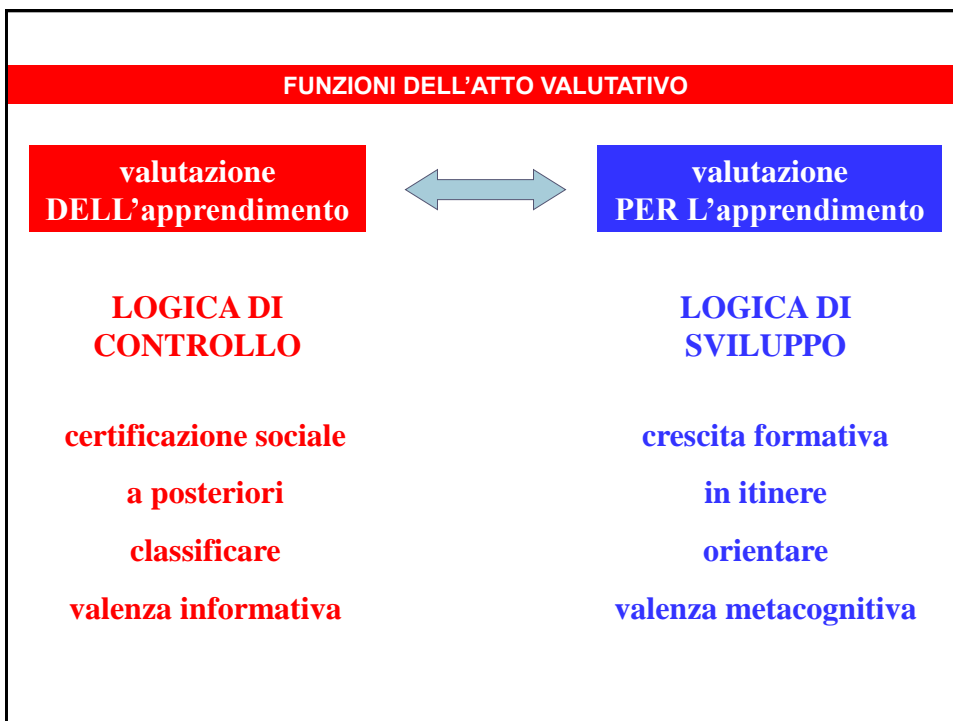 FUNZIONI DELL’ATTO VALUTATIVO
valutazione
DELL’apprendimento
valutazione
PER L’apprendimento
LOGICA DI
CONTROLLO
LOGICA DI
SVILUPPO
certificazione sociale
crescita formativa
a posteriori
in itinere
classificare
orientare
valenza informativa
valenza metacognitiva